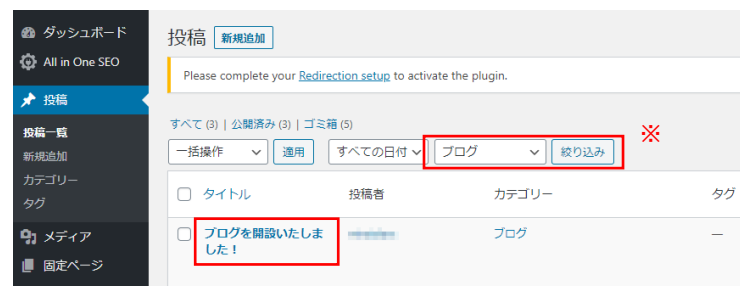 ダッシュボード
All in One SEO
投稿
投稿一覧
新規追加
カテゴリー
タグ
メディア
固定ページ
投稿 新規追加
Please complete your Redirection setup to activate the plugin.
すべて (3) | 公開済み (3) | ゴミ箱 (5)
一括操作 適用 すべての日付 ブログ 絞り込み ※
タイトル 投稿者 カテゴリー タグ
ブログを開設いたしま ブログ —
した!